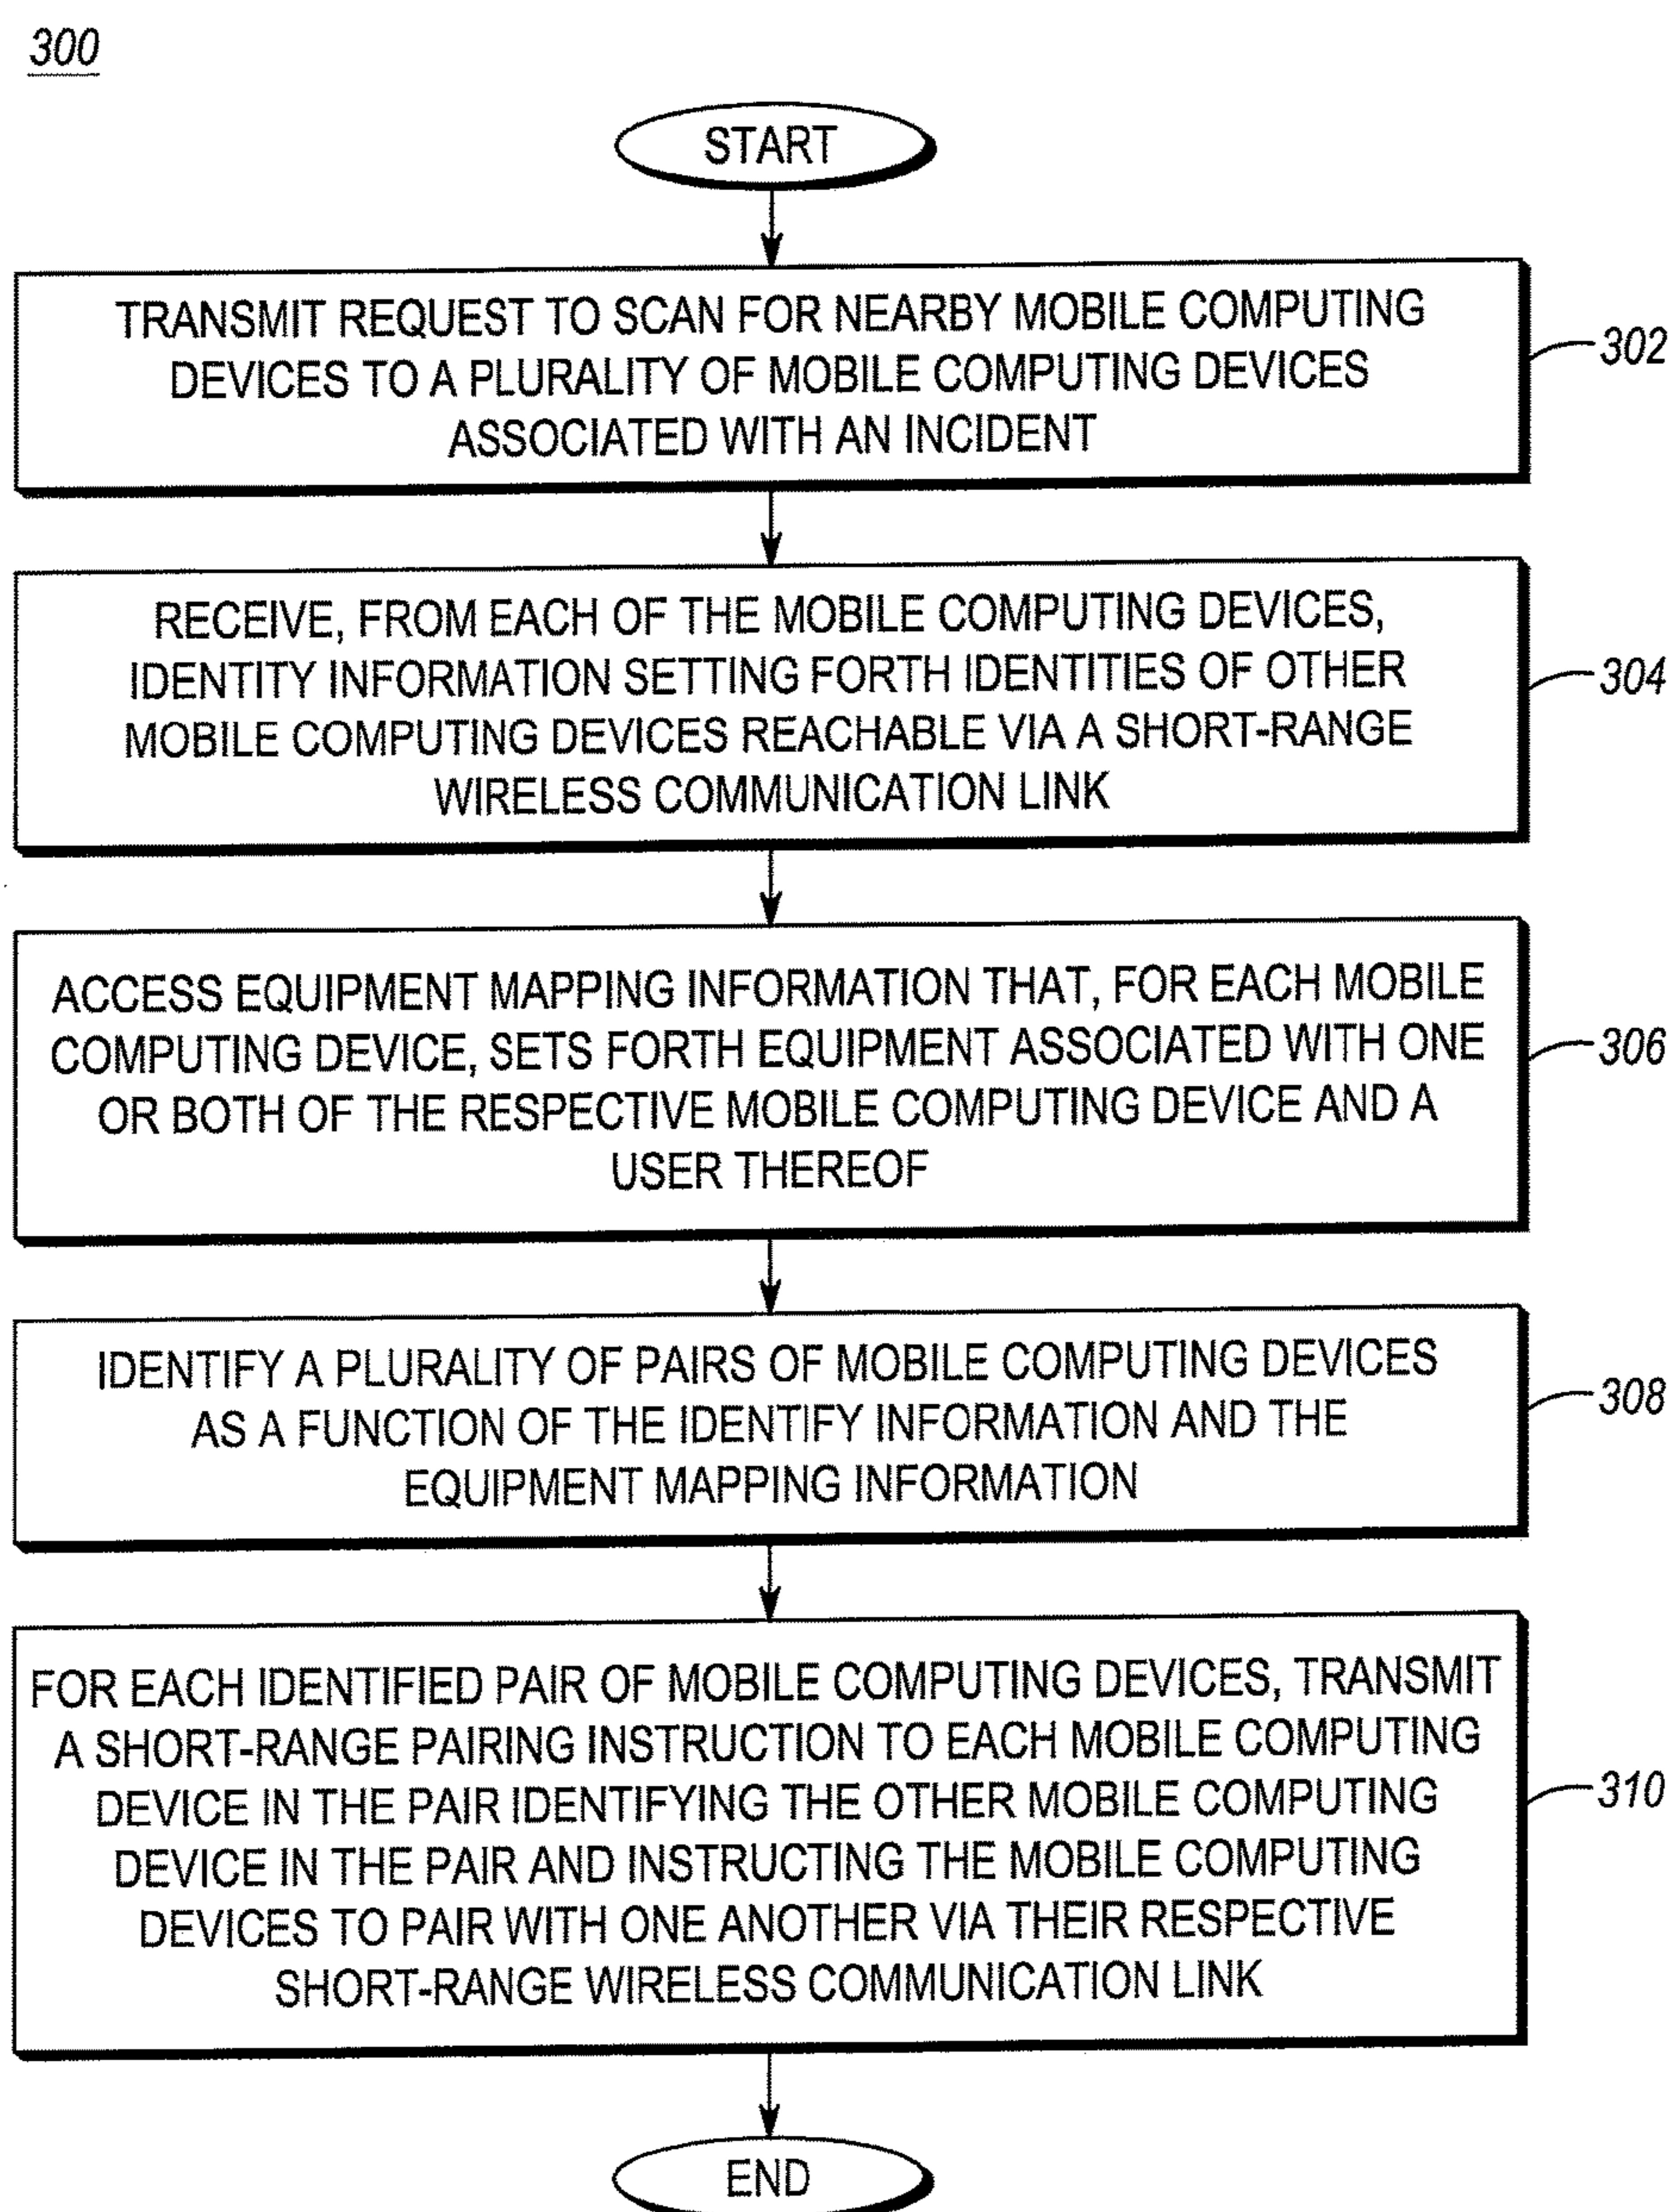 300
START
TRANSMIT REQUEST TO SCAN FOR NEARBY MOBILE COMPUTING
DEVICES TO A PLURALITY OF MOBILE COMPUTING DEVICES
ASSOCIATED WITH AN INCIDENT
302
RECEIVE, FROM EACH OF THE MOBILE COMPUTING DEVICES,
IDENTITY INFORMATION SETTING FORTH IDENTITIES OF OTHER
MOBILE COMPUTING DEVICES REACHABLE VIA A SHORT-RANGE
WIRELESS COMMUNICATION LINK
304
ACCESS EQUIPMENT MAPPING INFORMATION THAT, FOR EACH MOBILE
COMPUTING DEVICE, SETS FORTH EQUIPMENT ASSOCIATED WITH ONE
OR BOTH OF THE RESPECTIVE MOBILE COMPUTING DEVICE AND A
USER THEREOF
306
IDENTIFY A PLURALITY OF PAIRS OF MOBILE COMPUTING DEVICES
AS A FUNCTION OF THE IDENTIFY INFORMATION AND THE
EQUIPMENT MAPPING INFORMATION
308
FOR EACH IDENTIFIED PAIR OF MOBILE COMPUTING DEVICES, TRANSMIT
A SHORT-RANGE PAIRING INSTRUCTION TO EACH MOBILE COMPUTING
DEVICE IN THE PAIR IDENTIFYING THE OTHER MOBILE COMPUTING
DEVICE IN THE PAIR AND INSTRUCTING THE MOBILE COMPUTING
DEVICES TO PAIR WITH ONE ANOTHER VIA THEIR RESPECTIVE
SHORT-RANGE WIRELESS COMMUNICATION LINK
310
END